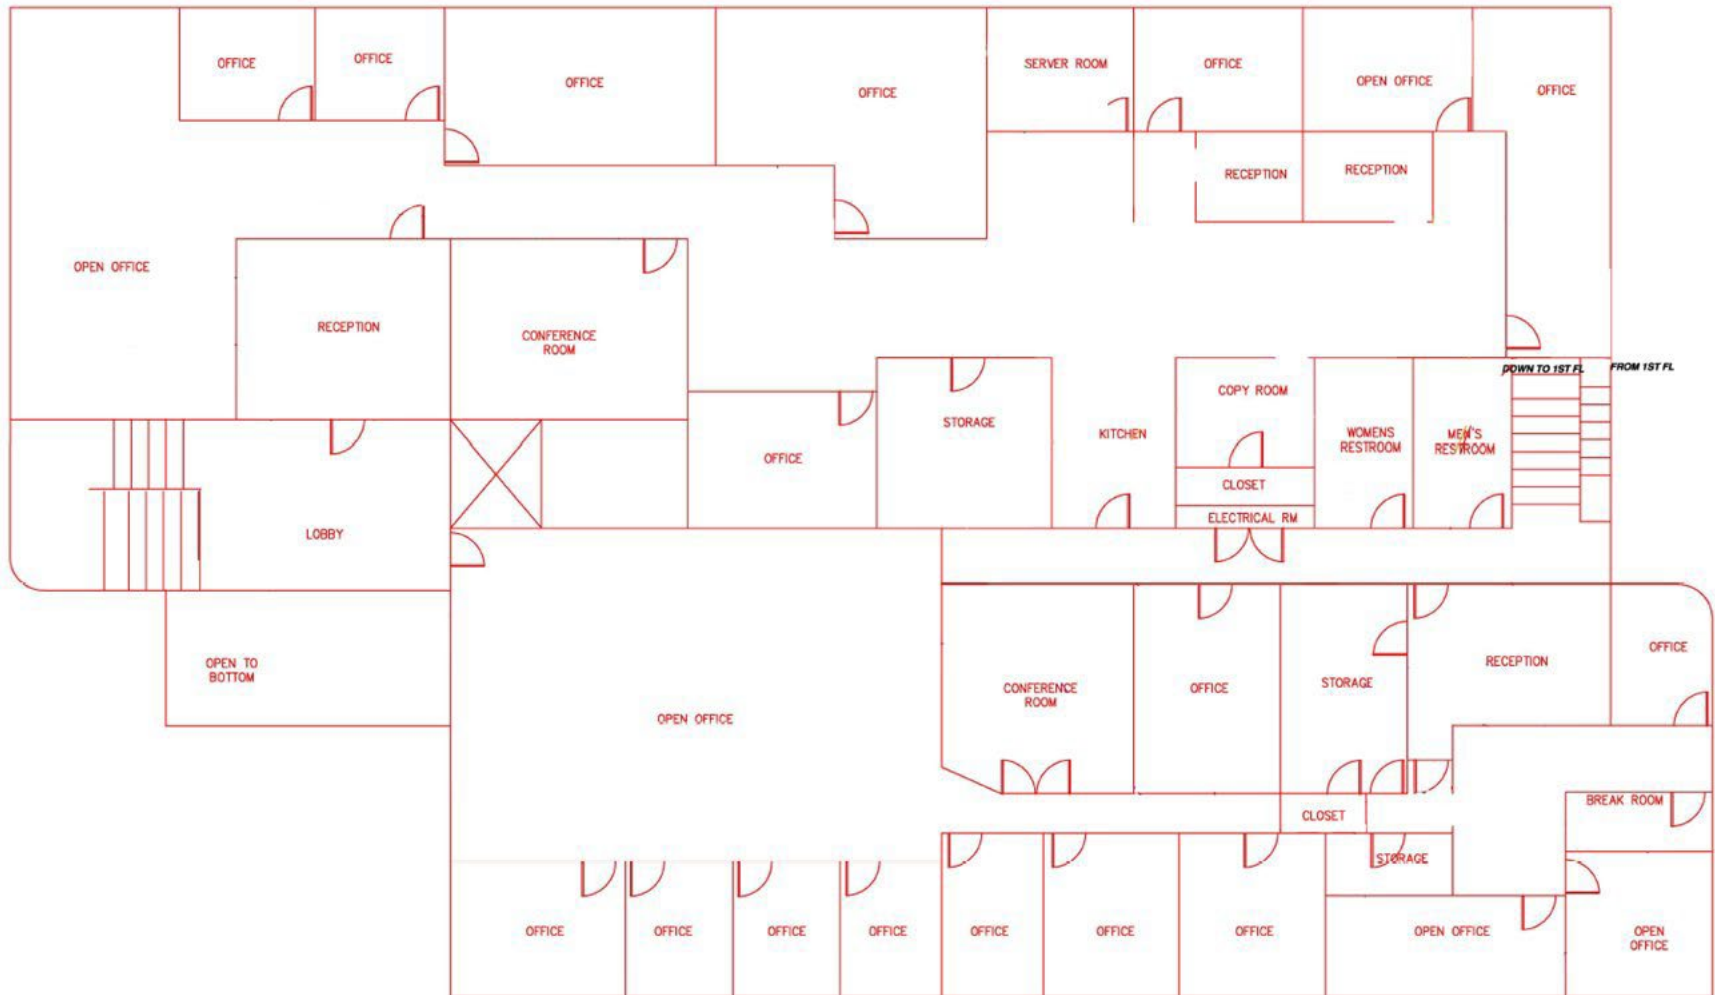 OFFICE
OFFICE
OFFICE
OFFICE
SERVER ROOM
OFFICE
OPEN OFFICE
OFFICE
RECEPTION
RECEPTION
OPEN OFFICE
RECEPTION
CONFERENCE
ROOM
DOWN TO 1ST FL
FROM 1ST FL
OFFICE
STORAGE
KITCHEN
COPY ROOM
WOMENS
RESTROOM
MEN'S
RESTROOM
CLOSET
ELECTRICAL RM
LOBBY
OPEN TO
BOTTOM
OPEN OFFICE
CONFERENCE
ROOM
OFFICE
STORAGE
RECEPTION
OFFICE
CLOSET
BREAK ROOM
STORAGE
OFFICE
OFFICE
OFFICE
OFFICE
OFFICE
OFFICE
OFFICE
OPEN OFFICE
OPEN
OFFICE